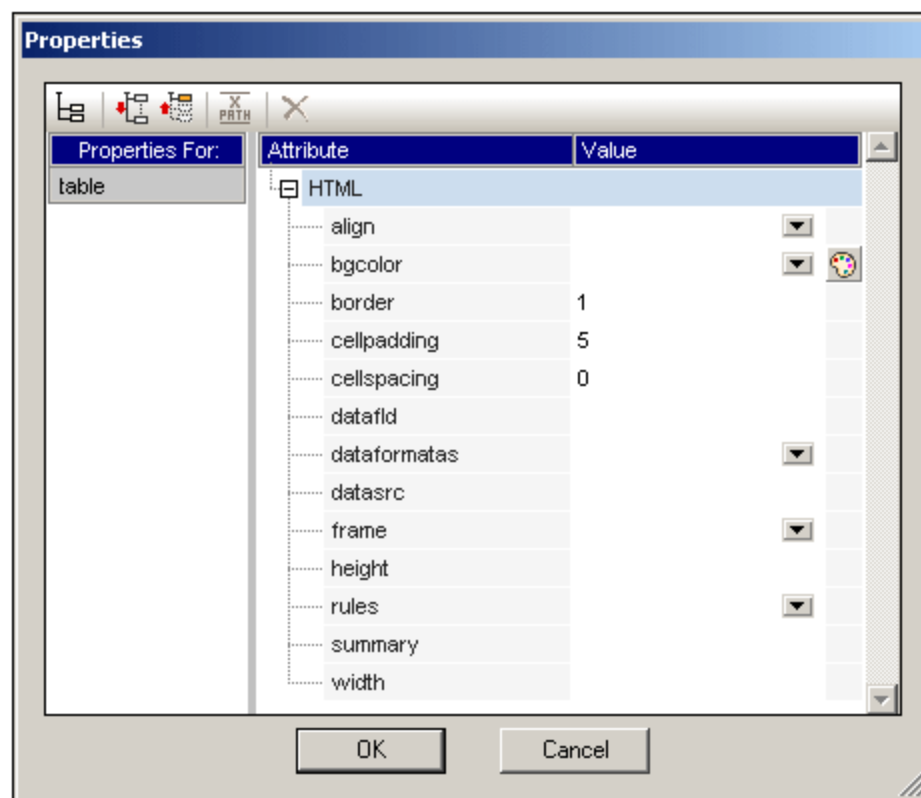 Properties
X
PATH
Properties For:
Attribute Value
table
HTML
align
bgcolor
border 1
cellpadding 5
cellspacing 0
datafld
dataformatas
datasrc
frame
height
rules
summary
width
OK Cancel